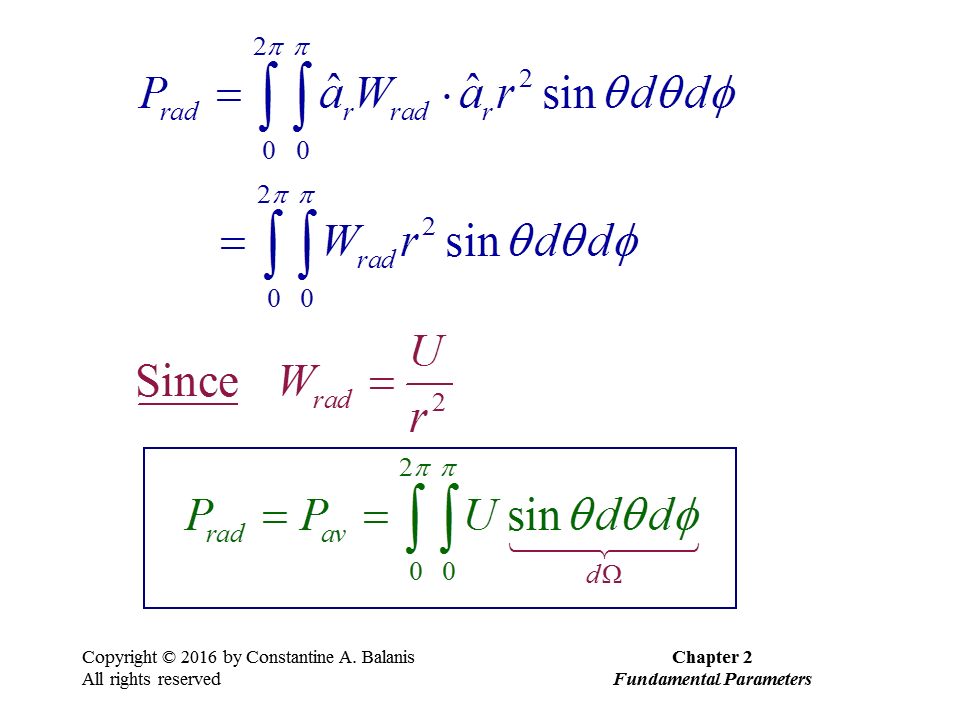 P_rad = ∫₀^2π ∫₀^π â_r W_rad · â_r r² sin θ dθ dϕ
= ∫₀^2π ∫₀^π W_rad r² sin θ dθ dϕ
Since W_rad = U / r²
P_rad = P_av = ∫₀^2π ∫₀^π U sin θ dθ dϕ
dΩ
Copyright © 2016 by Constantine A. Balanis
All rights reserved
Chapter 2
Fundamental Parameters